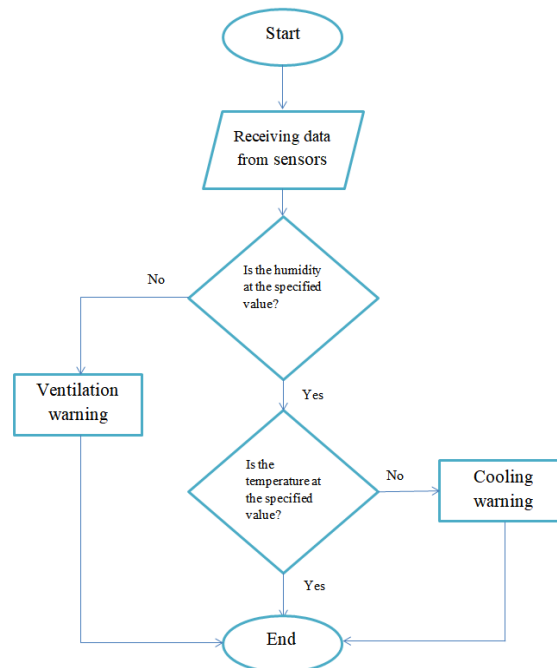 Start
Receiving data
from sensors
Is the humidity
at the specified
value?
No
Yes
Ventilation
warning
Is the
temperature at
the specified
value?
No
Cooling
warning
Yes
End